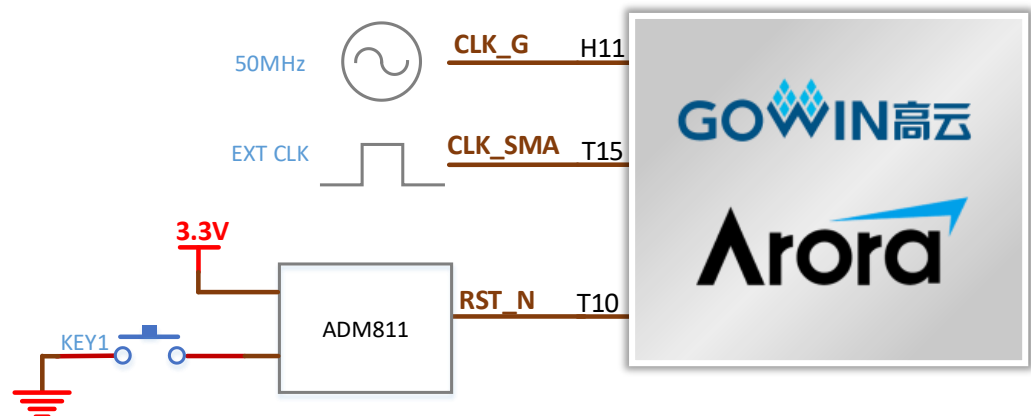 50MHz
CLK_G
H11
EXT CLK
CLK_SMA
T15
GOWIN高云
Arora
3.3V
ADM811
RST_N
T10
KEY1